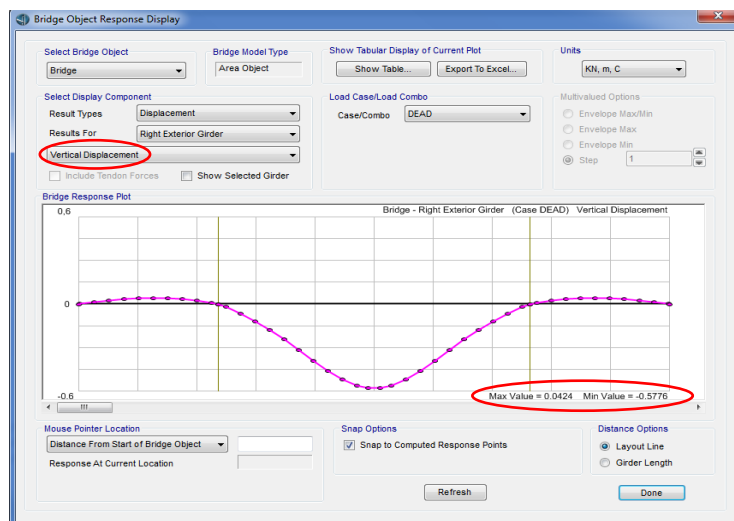 Bridge Object Response Display
Select Bridge Object
Bridge
Bridge Model Type
Area Object
Show Tabular Display of Current Plot
Show Table...
Export To Excel...
Units
KN, m, C
Select Display Component
Result Types
Displacement
Results For
Right Exterior Girder
Vertical Displacement
Include Tendon Forces
Show Selected Girder
Load Case/Load Combo
Case/Combo
DEAD
Multivalued Options
Envelope Max/Min
Envelope Max
Envelope Min
Step
1
Bridge Response Plot
0,6
Bridge - Right Exterior Girder (Case DEAD) Vertical Displacement
0
-0.6
Max Value = 0.0424 Min Value = -0.5776
Mouse Pointer Location
Distance From Start of Bridge Object
Response At Current Location
Snap Options
Snap to Computed Response Points
Distance Options
Layout Line
Girder Length
Refresh
Done